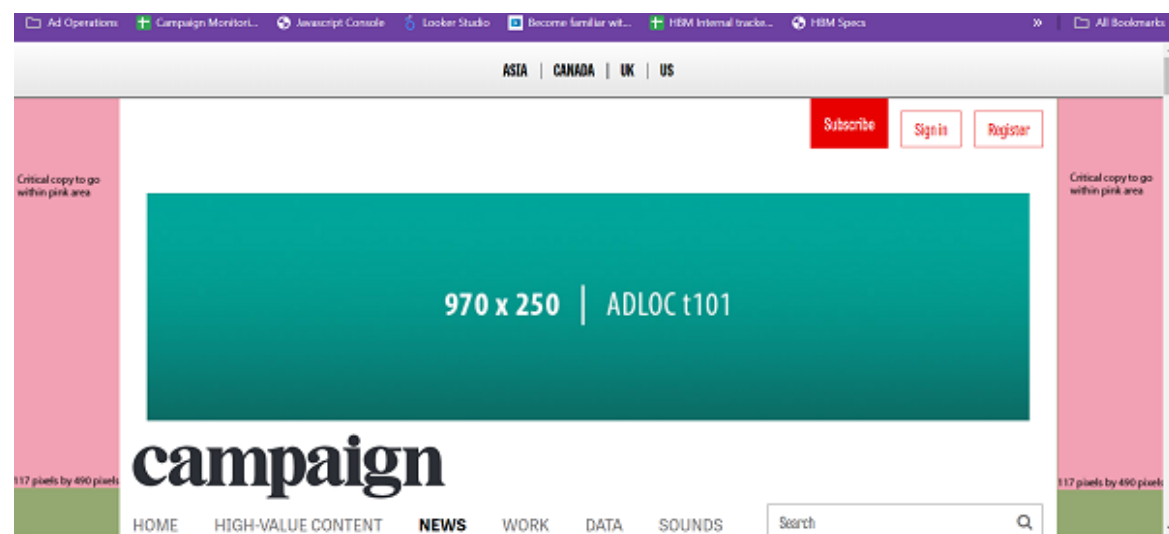 Ad Operations Campaign Monitori... Javascript Console Looker Studio Become familiar wit... HBM Internal tracke... HBM Specs » All Bookmarks
ASIA | CANADA | UK | US
Subscribe Sign in Register
Critical copy to go
within pink area
Critical copy to go
within pink area
970 x 250 | ADLOC t101
campaign
117 pixels by 490 pixels
117 pixels by 490 pixels
HOME HIGH-VALUE CONTENT NEWS WORK DATA SOUNDS Search